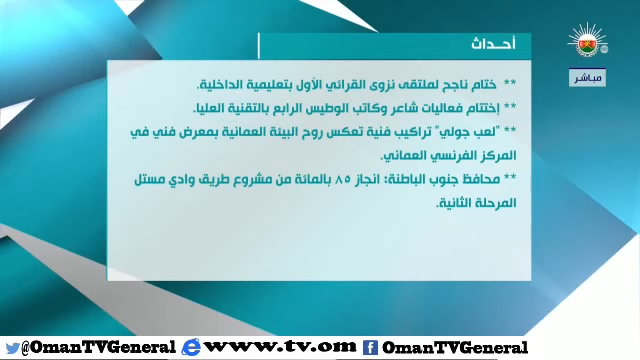 أحـداث
مباشر
** ختام ناجح لملتقى نزوى القرائي الأول بتعليمية الداخلية.
** إختتام فعاليات شاعر وكاتب الوطيس الرابع بالتقنية العليا.
** "لعب جولي" تراكيب فنية تعكس روح البيئة العمانية بمعرض فني في
المركز الفرنسي العماني.
** محافظ جنوب الباطنة: انجاز ٨٥ بالمائة من مشروع طريق وادي مستل
المرحلة الثانية.
@OmanTVGeneral www.tv.om OmanTVGeneral